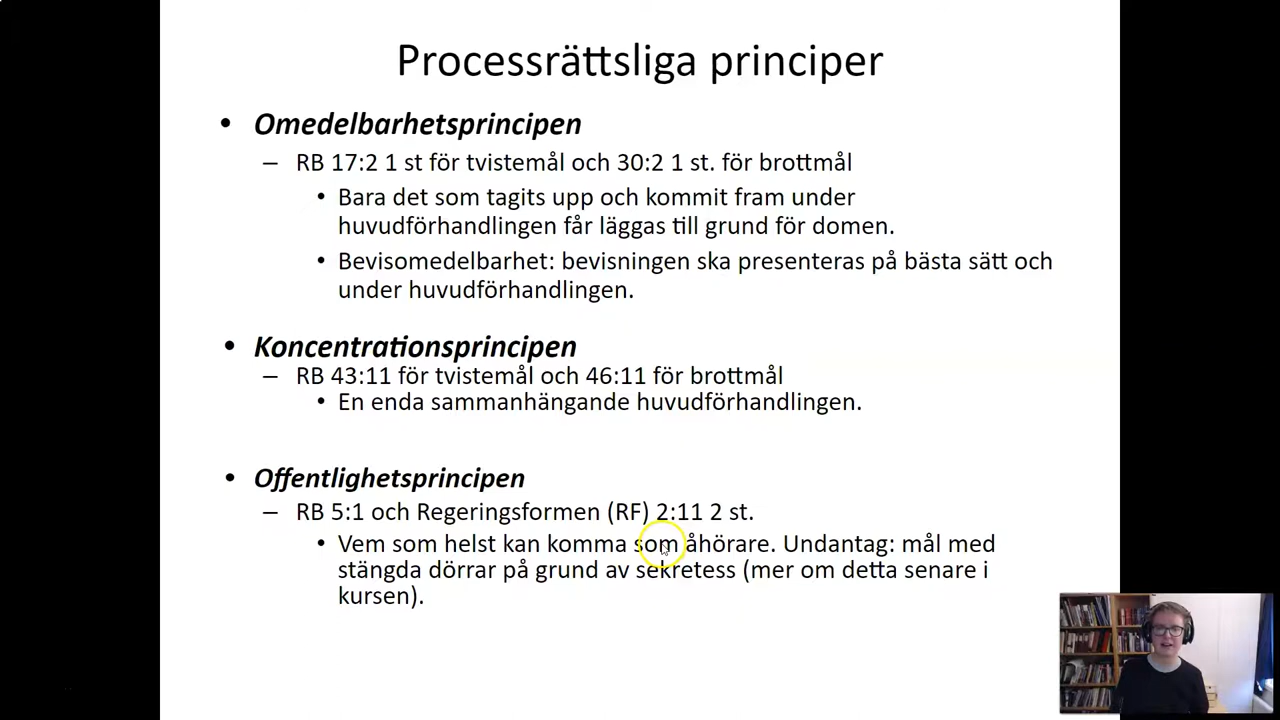 Processrättsliga principer
• Omedelbarhetsprincipen
– RB 17:2 1 st för tvistemål och 30:2 1 st. för brottmål
• Bara det som tagits upp och kommit fram under
huvudförhandlingen får läggas till grund för domen.
• Bevisomedelbarhet: bevisningen ska presenteras på bästa sätt och
under huvudförhandlingen.
• Koncentrationsprincipen
– RB 43:11 för tvistemål och 46:11 för brottmål
• En enda sammanhängande huvudförhandlingen.
• Offentlighetsprincipen
– RB 5:1 och Regeringsformen (RF) 2:11 2 st.
• Vem som helst kan komma som åhörare. Undantag: mål med
stängda dörrar på grund av sekretess (mer om detta senare i
kursen).